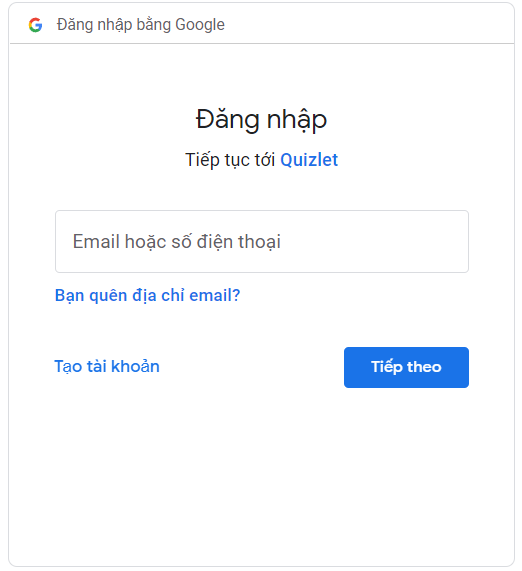 Đăng nhập bằng Google
Đăng nhập
Tiếp tục tới Quizlet
Email hoặc số điện thoại
Bạn quên địa chỉ email?
Tạo tài khoản
Tiếp theo